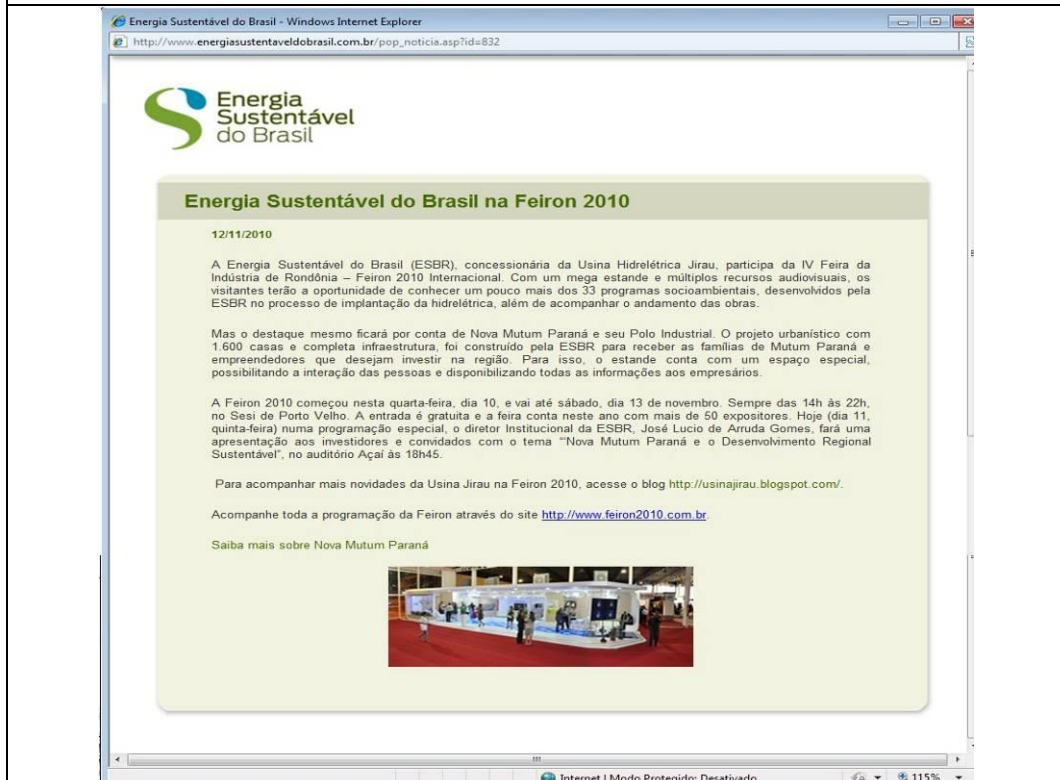 Energia Sustentável do Brasil - Windows Internet Explorer
http://www.energiasustentaveldobrasil.com.br/pop_noticia.asp?id=832
Energia
Sustentável
do Brasil
Energia Sustentável do Brasil na Feiron 2010
12/11/2010
A Energia Sustentável do Brasil (ESBR), concessionária da Usina Hidrelétrica Jirau, participa da IV Feira da
Indústria de Rondônia – Feiron 2010 Internacional. Com um mega estande e múltiplos recursos audiovisuais, os
visitantes terão a oportunidade de conhecer um pouco mais dos 33 programas socioambientais, desenvolvidos pela
ESBR no processo de implantação da hidrelétrica, além de acompanhar o andamento das obras.
Mas o destaque mesmo ficará por conta de Nova Mutum Paraná e seu Polo Industrial. O projeto urbanístico com
1.600 casas e completa infraestrutura, foi construído pela ESBR para receber as famílias de Mutum Paraná e
empreendedores que desejam investir na região. Para isso, o estande conta com um espaço especial,
possibilitando a interação das pessoas e disponibilizando todas as informações aos empresários.
A Feiron 2010 começou nesta quarta-feira, dia 10, e vai até sábado, dia 13 de novembro. Sempre das 14h às 22h,
no Sesi de Porto Velho. A entrada é gratuita e a feira conta neste ano com mais de 50 expositores. Hoje (dia 11,
quinta-feira) numa programação especial, o diretor Institucional da ESBR, José Lucio de Arruda Gomes, fará uma
apresentação aos investidores e convidados com o tema "'Nova Mutum Paraná e o Desenvolvimento Regional
Sustentável", no auditório Açaí às 18h45.
Para acompanhar mais novidades da Usina Jirau na Feiron 2010, acesse o blog http://usinajirau.blogspot.com/.
Acompanhe toda a programação da Feiron através do site http://www.feiron2010.com.br.
Saiba mais sobre Nova Mutum Paraná
Internet | Modo Protegido: Desativado
115%